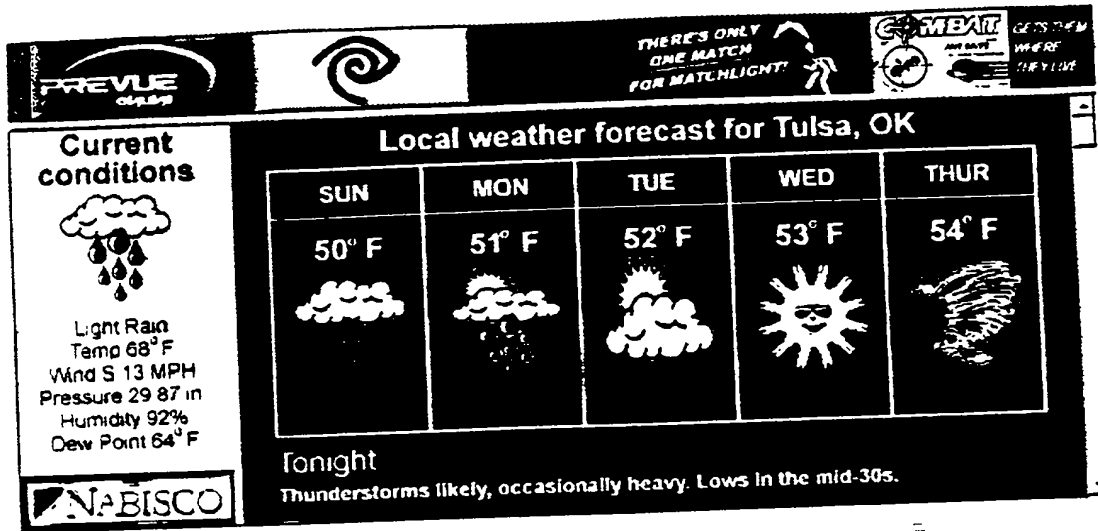 PREVUE
THERE'S ONLY
ONE MATCH
FOR MATCHLIGHT!
COMBAT
GETS THEM
WHERE
THEY LIVE
Current
conditions
Light Rain
Temp 68° F
Wind S 13 MPH
Pressure 29 87 in
Humidity 92%
Dew Point 64° F
NABISCO
Local weather forecast for Tulsa, OK
SUN MON TUE WED THUR
50° F 51° F 52° F 53° F 54° F
Tonight
Thunderstorms likely, occasionally heavy. Lows in the mid-30s.